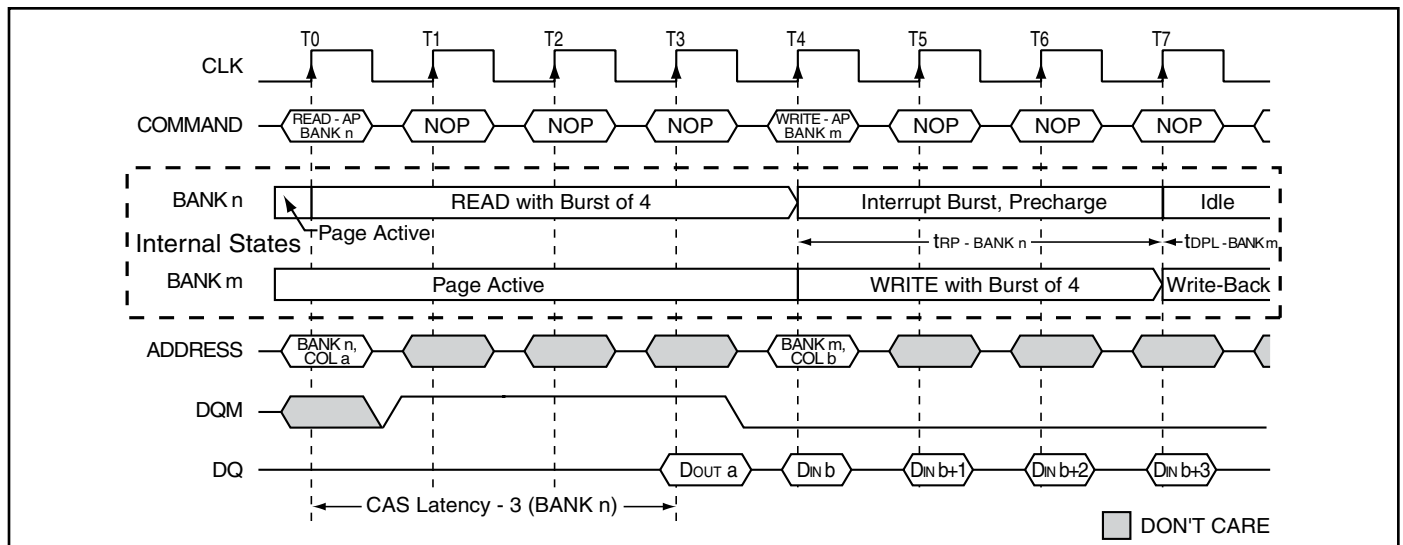 T0 T1 T2 T3 T4 T5 T6 T7
CLK
COMMAND READ - AP BANK n NOP NOP NOP WRITE - AP BANK m NOP NOP NOP
BANK n READ with Burst of 4 Interrupt Burst, Precharge Idle
Internal States Page Active tRP - BANK n tDPL - BANK m
BANK m Page Active WRITE with Burst of 4 Write-Back
ADDRESS BANK n, COL a BANK m, COL b
DQM
DQ DOUT a DIN b DIN b+1 DIN b+2 DIN b+3
CAS Latency - 3 (BANK n)
DON'T CARE